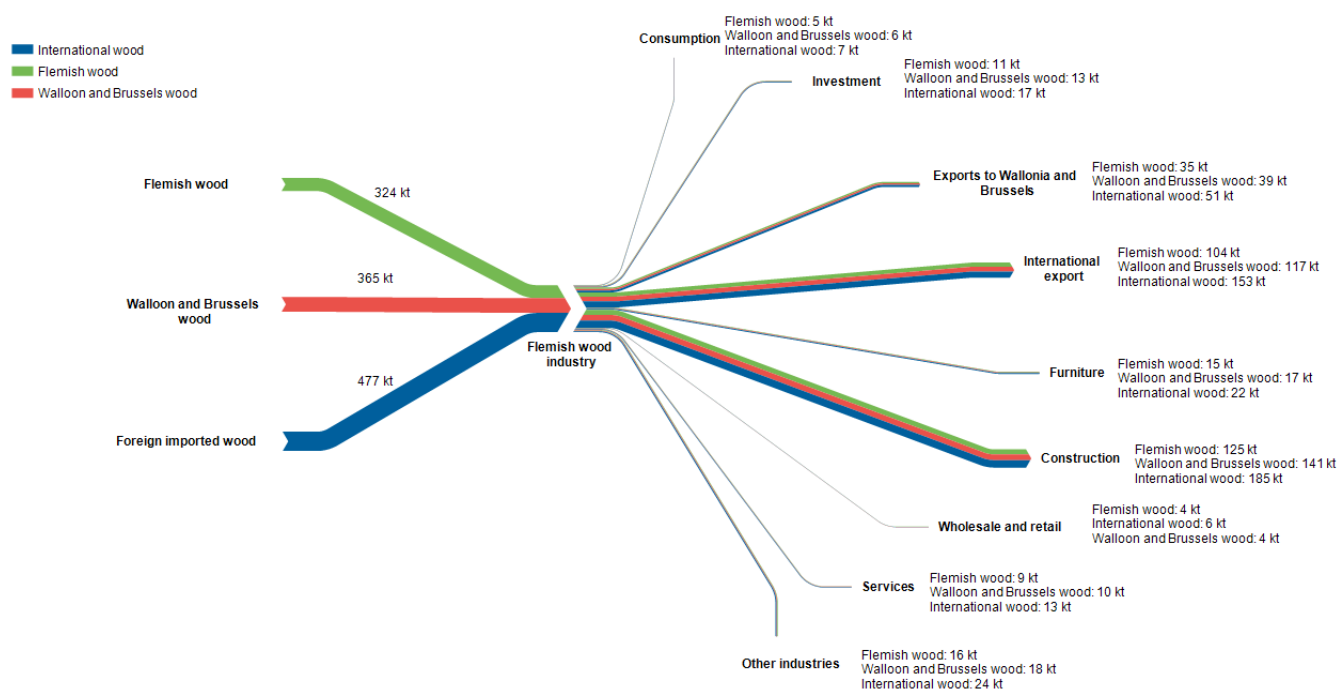 International wood
Flemish wood
Walloon and Brussels wood
Flemish wood
324 kt
Walloon and Brussels
wood
365 kt
Foreign imported wood
477 kt
Flemish wood
industry
Consumption
Flemish wood: 5 kt
Walloon and Brussels wood: 6 kt
International wood: 7 kt
Investment
Flemish wood: 11 kt
Walloon and Brussels wood: 13 kt
International wood: 17 kt
Exports to Wallonia and
Brussels
Flemish wood: 35 kt
Walloon and Brussels wood: 39 kt
International wood: 51 kt
International
export
Flemish wood: 104 kt
Walloon and Brussels wood: 117 kt
International wood: 153 kt
Furniture
Flemish wood: 15 kt
Walloon and Brussels wood: 17 kt
International wood: 22 kt
Construction
Flemish wood: 125 kt
Walloon and Brussels wood: 141 kt
International wood: 185 kt
Wholesale and retail
Flemish wood: 4 kt
International wood: 6 kt
Walloon and Brussels wood: 4 kt
Services
Flemish wood: 9 kt
Walloon and Brussels wood: 10 kt
International wood: 13 kt
Other industries
Flemish wood: 16 kt
Walloon and Brussels wood: 18 kt
International wood: 24 kt